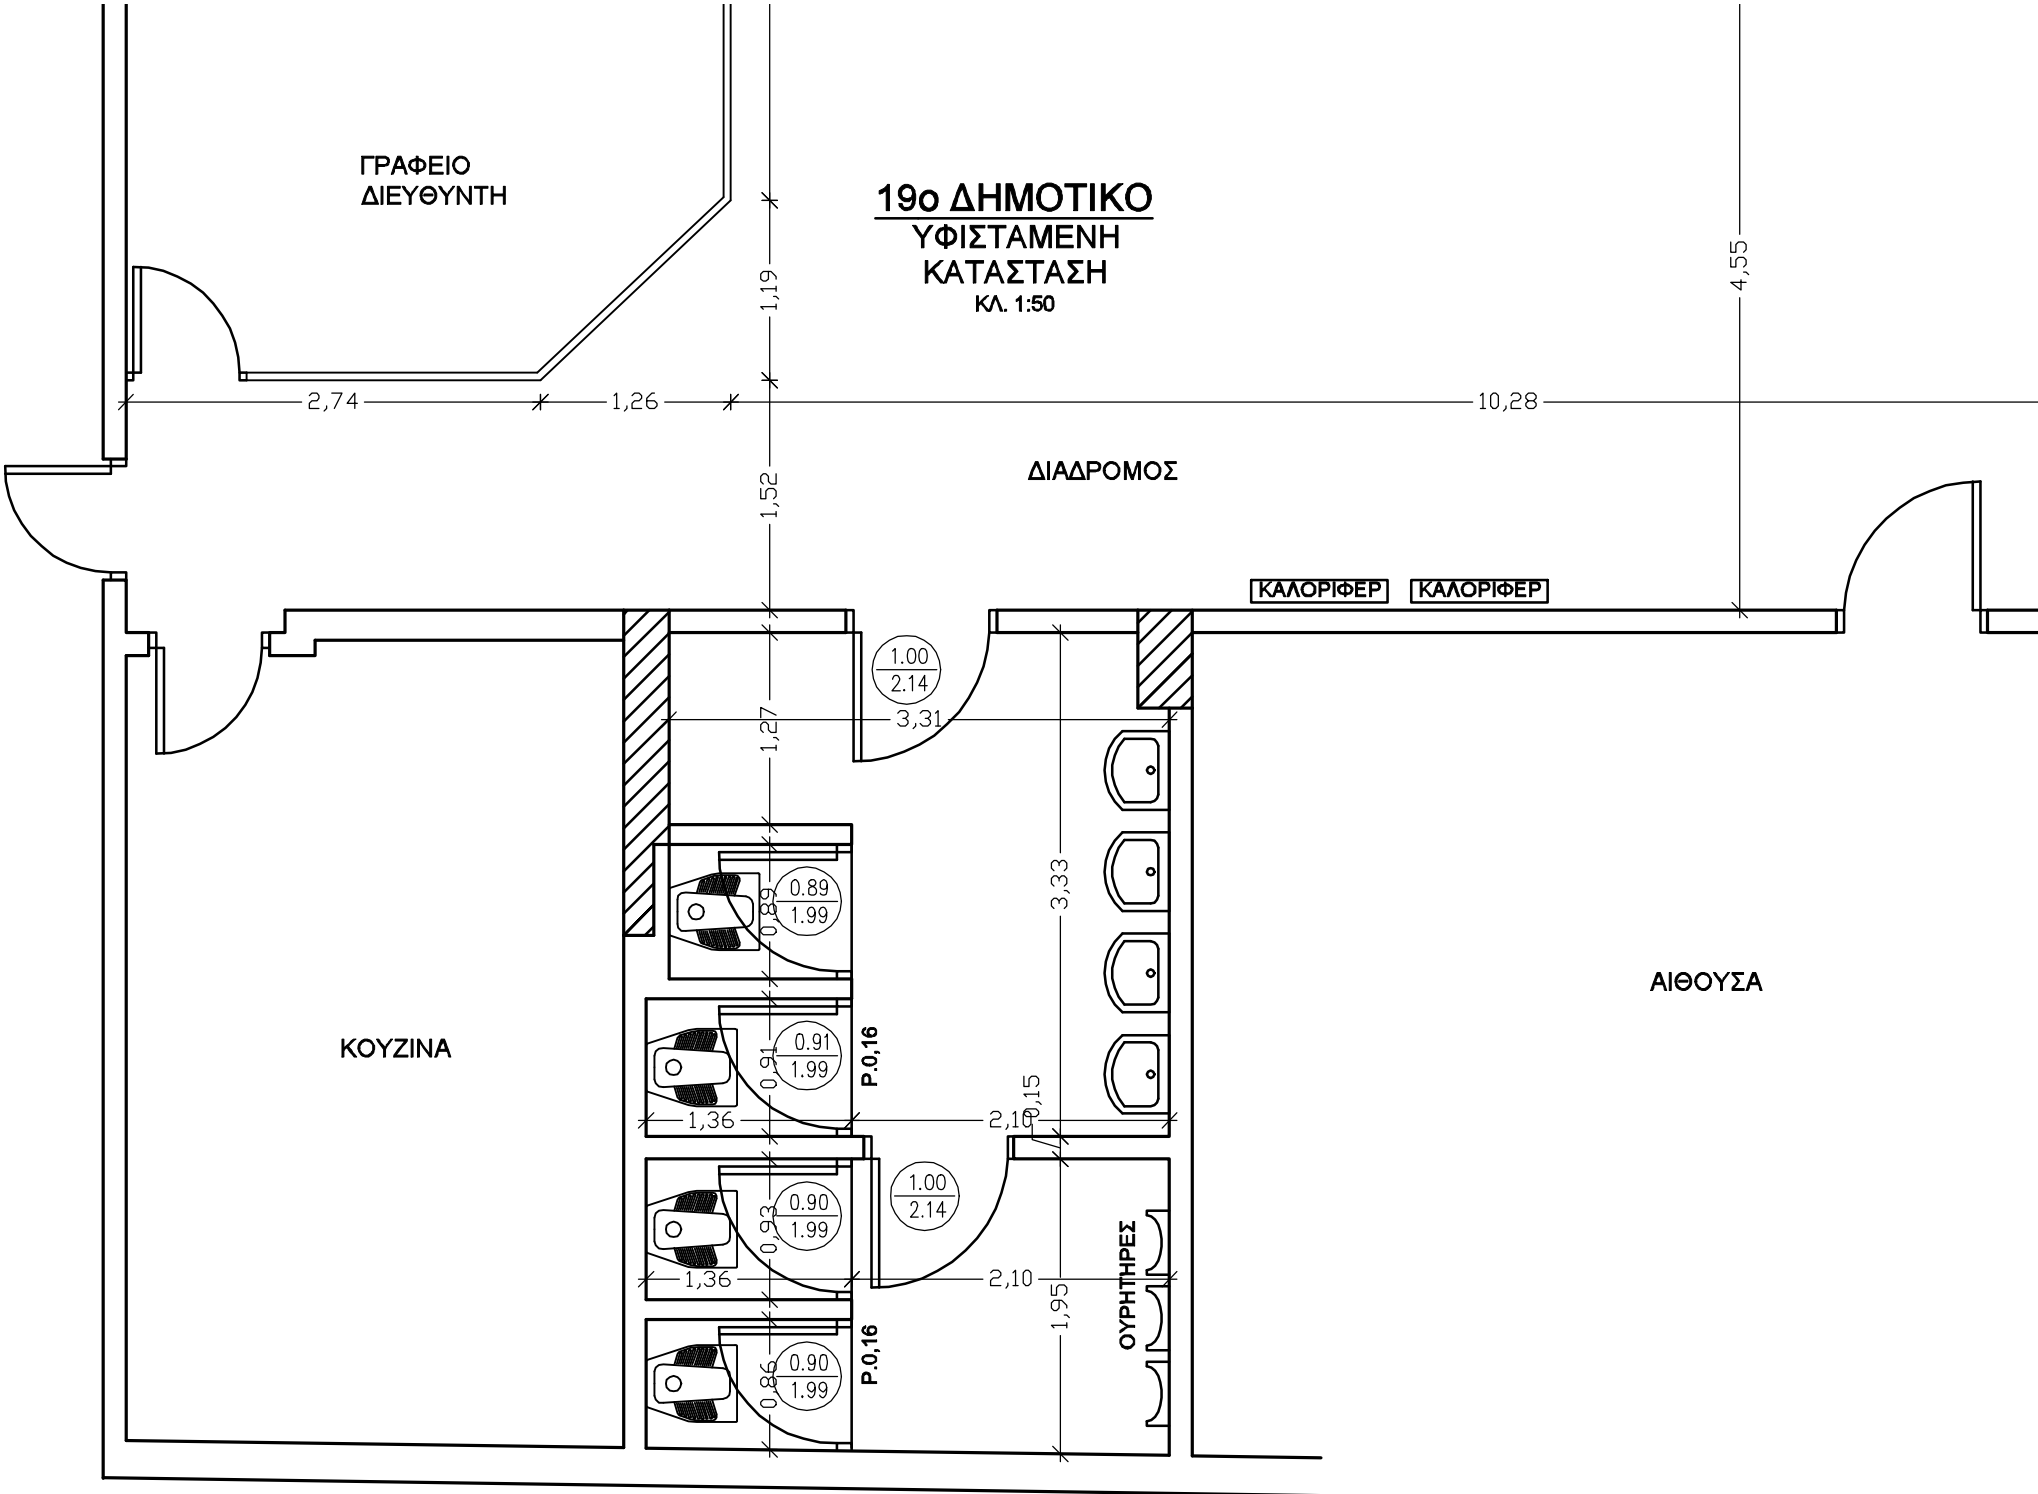 ΓΡΑΦΕΙΟ
ΔΙΕΥΘΥΝΤΗ
19ο ΔΗΜΟΤΙΚΟ
ΥΦΙΣΤΑΜΕΝΗ
ΚΑΤΑΣΤΑΣΗ
ΚΛ. 1:50
4,55
1,19
2,74
1,26
10,28
ΔΙΑΔΡΟΜΟΣ
1,52
ΚΑΛΟΡΙΦΕΡ
ΚΑΛΟΡΙΦΕΡ
1.00
2.14
3,31
1,27
0.89
1.99
0,89
3,33
ΑΙΘΟΥΣΑ
ΚΟΥΖΙΝΑ
0.91
1.99
0,91
Ρ.0,16
0,15
1,36
2,10
1.00
2.14
0.90
1.99
0,93
ΟΥΡΗΤΗΡΕΣ
1,36
2,10
1,95
0.90
1.99
0,86
Ρ.0,16